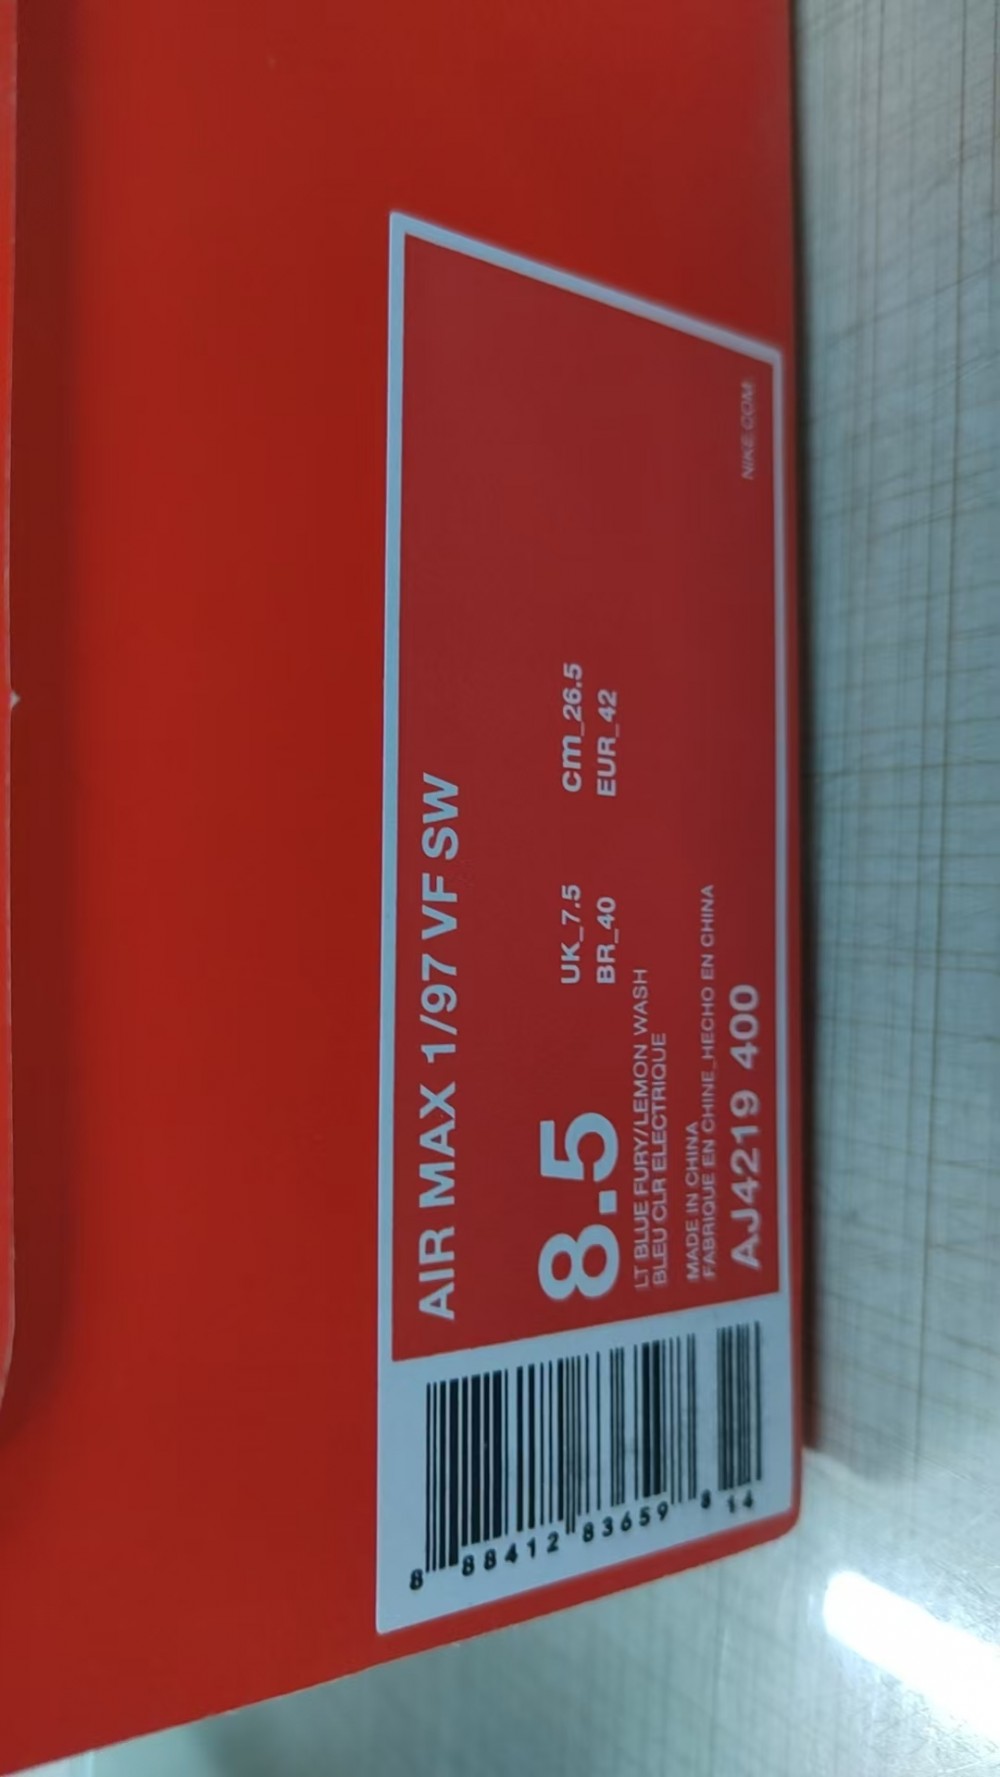 AIR MAX 1/97 VF SW
8.5
UK_7.5 cm_26.5
BR_40 EUR_42
LT BLUE FURY/LEMON WASH
BLEU CLR ELECTRIQUE
MADE IN CHINA
FABRIQUE EN CHINE_HECHO EN CHINA
AJ4219 400
NIKE.COM
8 88412 83659 8 14